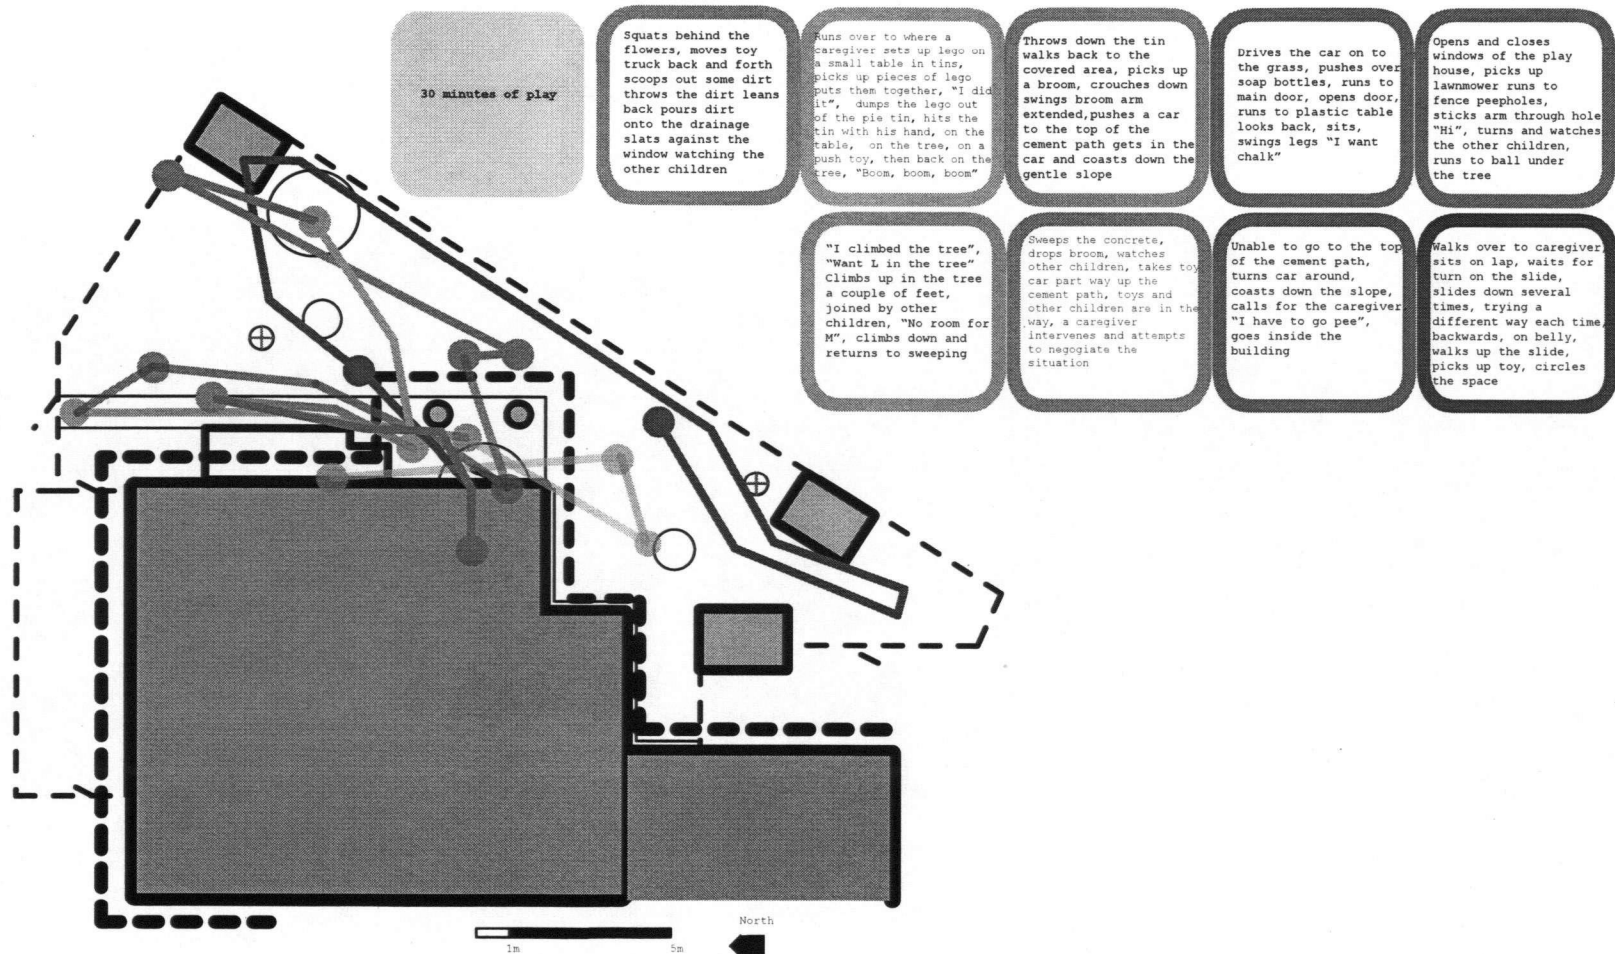 30 minutes of play
Squats behind the
flowers, moves toy
truck back and forth
scoops out some dirt
throws the dirt leans
back pours dirt
onto the drainage
slats against the
window watching the
other children
Runs over to where a
caregiver sets up lego on
a small table in tins,
picks up pieces of lego
puts them together, "I did
it",  dumps the lego out
of the pie tin, hits the
tin with his hand, on the
table,  on the tree, on a
push toy, then back on the
tree, "Boom, boom, boom"
Throws down the tin
walks back to the
covered area, picks up
a broom, crouches down
swings broom arm
extended,pushes a car
to the top of the
cement path gets in the
car and coasts down the
gentle slope
Drives the car on to
the grass, pushes over
soap bottles, runs to
main door, opens door,
runs to plastic table
looks back, sits,
swings legs "I want
chalk"
Opens and closes
windows of the play
house, picks up
lawnmower runs to
fence peepholes,
sticks arm through hole
"Hi", turns and watches
the other children,
runs to ball under
the tree
"I climbed the tree",
"Want L in the tree"
Climbs up in the tree
a couple of feet,
joined by other
children, "No room for
M", climbs down and
returns to sweeping
Sweeps the concrete,
drops broom, watches
other children, takes toy
car part way up the
cement path, toys and
other children are in the
way, a caregiver
intervenes and attempts
to negogiate the
situation
Unable to go to the top
of the cement path,
turns car around,
coasts down the slope,
calls for the caregiver
"I have to go pee",
goes inside the
building
Walks over to caregiver,
sits on lap, waits for
turn on the slide,
slides down several
times, trying a
different way each time,
backwards, on belly,
walks up the slide,
picks up toy, circles
the space
North
1m
5m